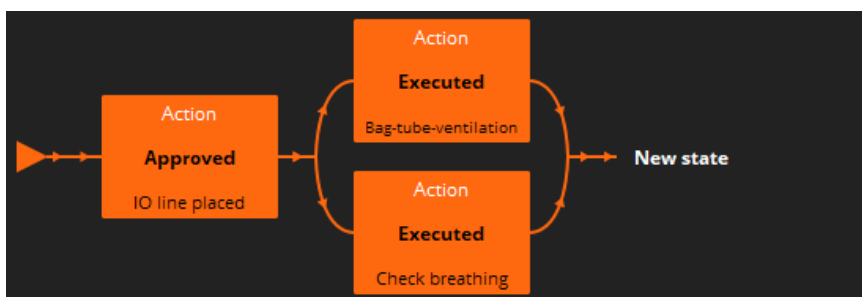 Action
Approved
IO line placed
Action
Executed
Bag-tube-ventilation
Action
Executed
Check breathing
New state